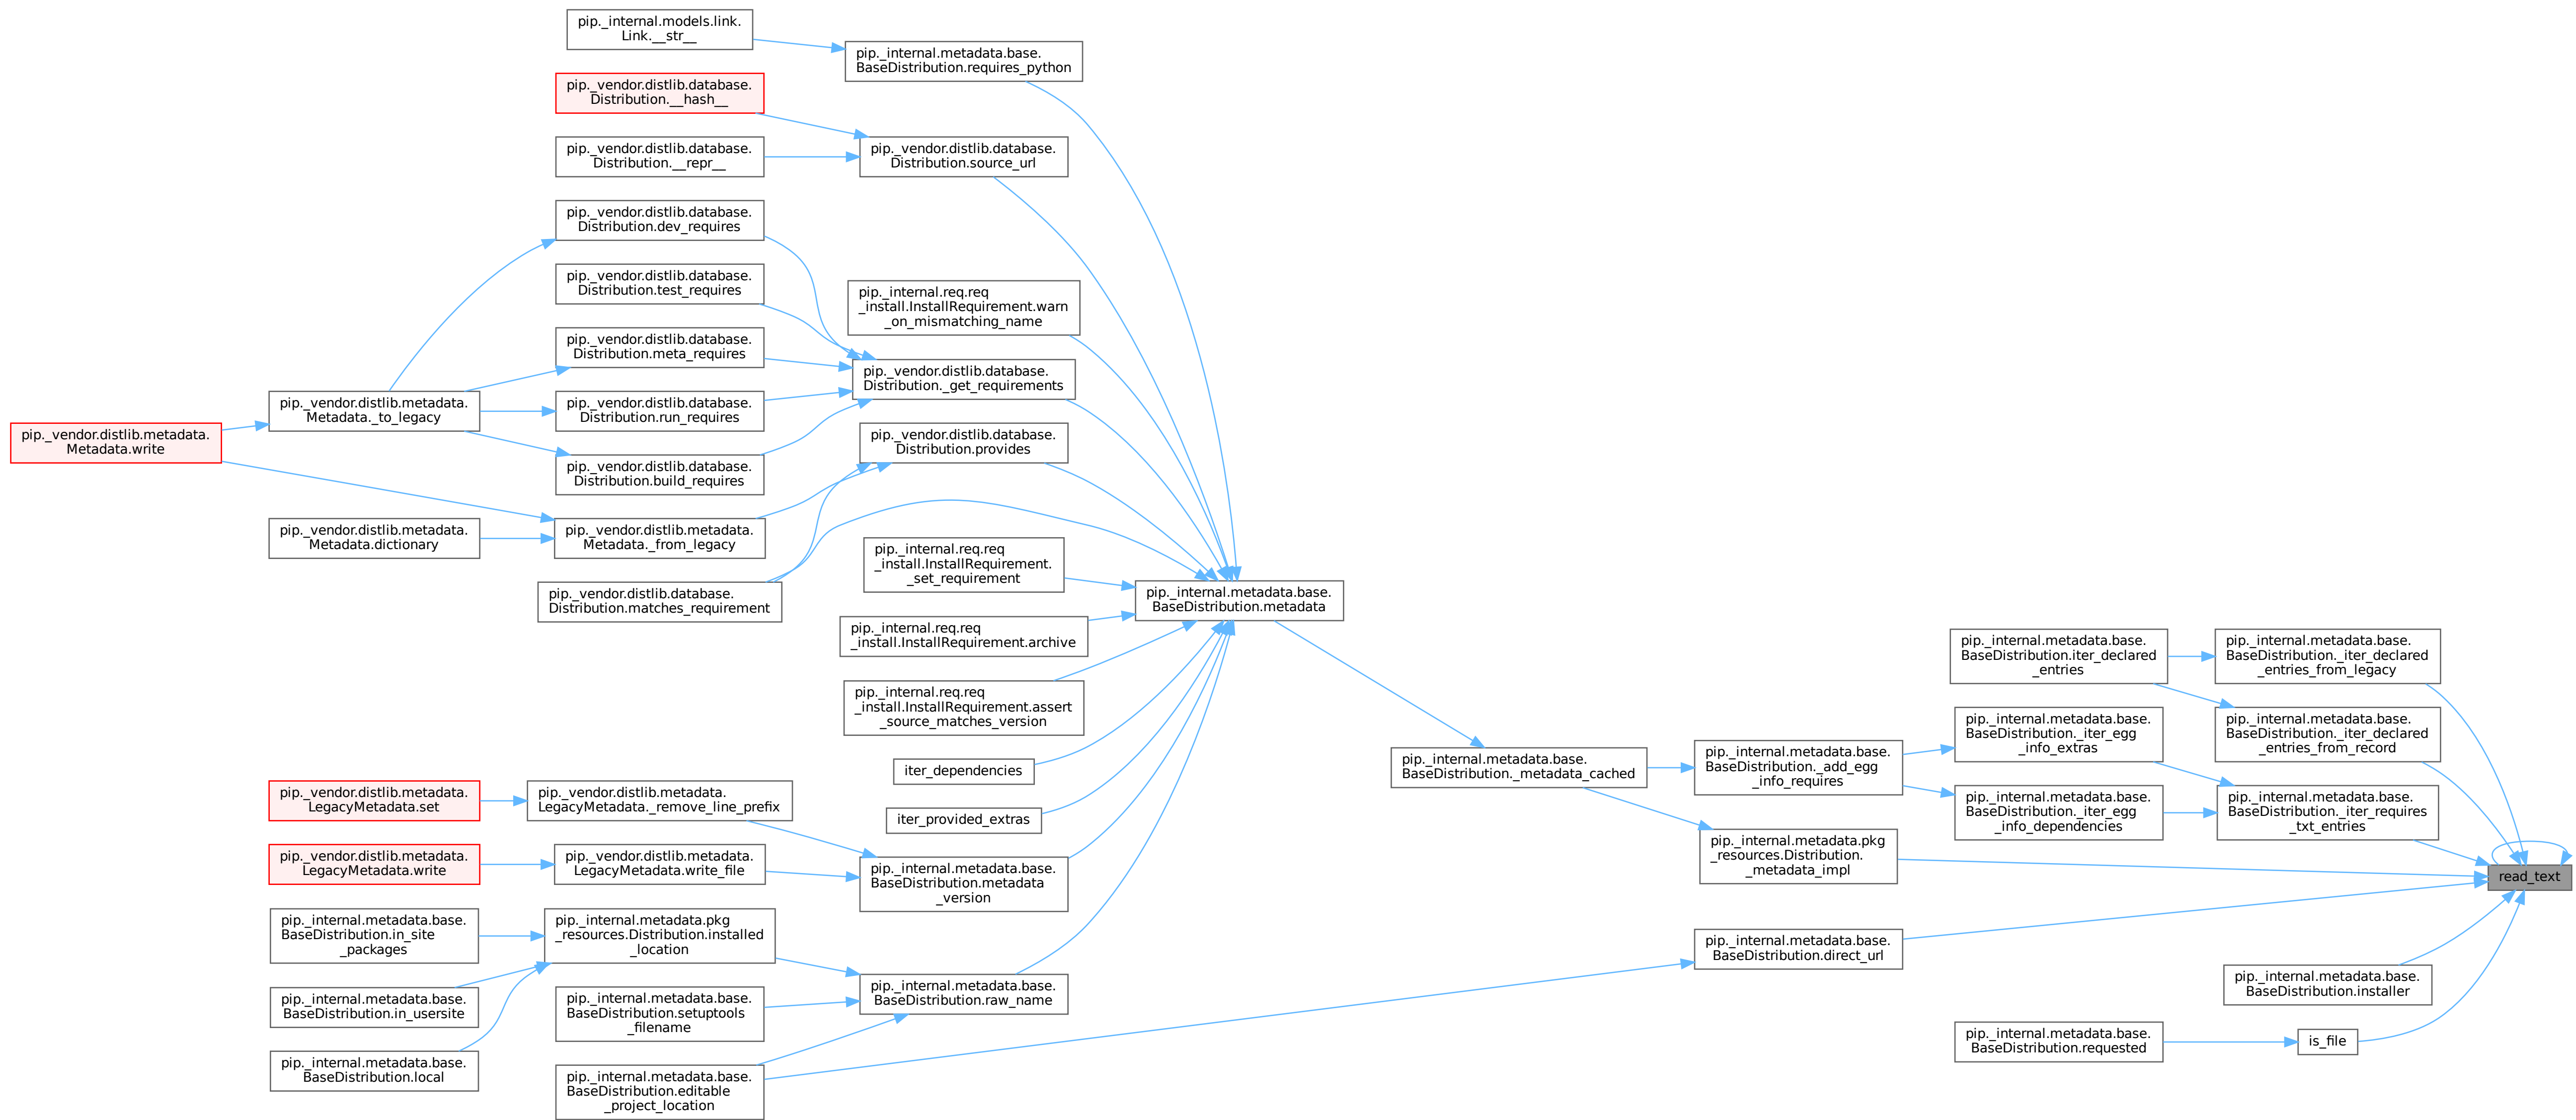 pip._internal.models.link.
Link.__str__
pip._internal.metadata.base.
BaseDistribution.requires_python
pip._vendor.distlib.database.
Distribution.__hash__
pip._vendor.distlib.database.
Distribution.__repr__
pip._vendor.distlib.database.
Distribution.source_url
pip._vendor.distlib.database.
Distribution.dev_requires
pip._vendor.distlib.database.
Distribution.test_requires
pip._internal.req.req
_install.InstallRequirement.warn
_on_mismatching_name
pip._vendor.distlib.database.
Distribution.meta_requires
pip._vendor.distlib.database.
Distribution._get_requirements
pip._vendor.distlib.metadata.
Metadata._to_legacy
pip._vendor.distlib.database.
Distribution.run_requires
pip._vendor.distlib.metadata.
Metadata.write
pip._vendor.distlib.database.
Distribution.provides
pip._vendor.distlib.database.
Distribution.build_requires
pip._vendor.distlib.metadata.
Metadata.dictionary
pip._vendor.distlib.metadata.
Metadata._from_legacy
pip._internal.req.req
_install.InstallRequirement.
_set_requirement
pip._vendor.distlib.database.
Distribution.matches_requirement
pip._internal.metadata.base.
BaseDistribution.metadata
pip._internal.req.req
_install.InstallRequirement.archive
pip._internal.req.req
_install.InstallRequirement.assert
_source_matches_version
iter_dependencies
iter_provided_extras
pip._internal.metadata.base.
BaseDistribution._metadata_cached
pip._internal.metadata.base.
BaseDistribution._add_egg
_info_requires
pip._internal.metadata.base.
BaseDistribution.iter_declared
_entries
pip._internal.metadata.base.
BaseDistribution._iter_declared
_entries_from_legacy
pip._internal.metadata.base.
BaseDistribution._iter_egg
_info_extras
pip._internal.metadata.base.
BaseDistribution._iter_declared
_entries_from_record
pip._internal.metadata.base.
BaseDistribution._iter_egg
_info_dependencies
pip._internal.metadata.base.
BaseDistribution._iter_requires
_txt_entries
pip._internal.metadata.pkg
_resources.Distribution.
_metadata_impl
read_text
pip._vendor.distlib.metadata.
LegacyMetadata.set
pip._vendor.distlib.metadata.
LegacyMetadata._remove_line_prefix
pip._vendor.distlib.metadata.
LegacyMetadata.write
pip._vendor.distlib.metadata.
LegacyMetadata.write_file
pip._internal.metadata.base.
BaseDistribution.metadata
_version
pip._internal.metadata.base.
BaseDistribution.in_site
_packages
pip._internal.metadata.pkg
_resources.Distribution.installed
_location
pip._internal.metadata.base.
BaseDistribution.direct_url
pip._internal.metadata.base.
BaseDistribution.installer
pip._internal.metadata.base.
BaseDistribution.in_usersite
pip._internal.metadata.base.
BaseDistribution.setuptools
_filename
pip._internal.metadata.base.
BaseDistribution.raw_name
pip._internal.metadata.base.
BaseDistribution.requested
is_file
pip._internal.metadata.base.
BaseDistribution.local
pip._internal.metadata.base.
BaseDistribution.editable
_project_location